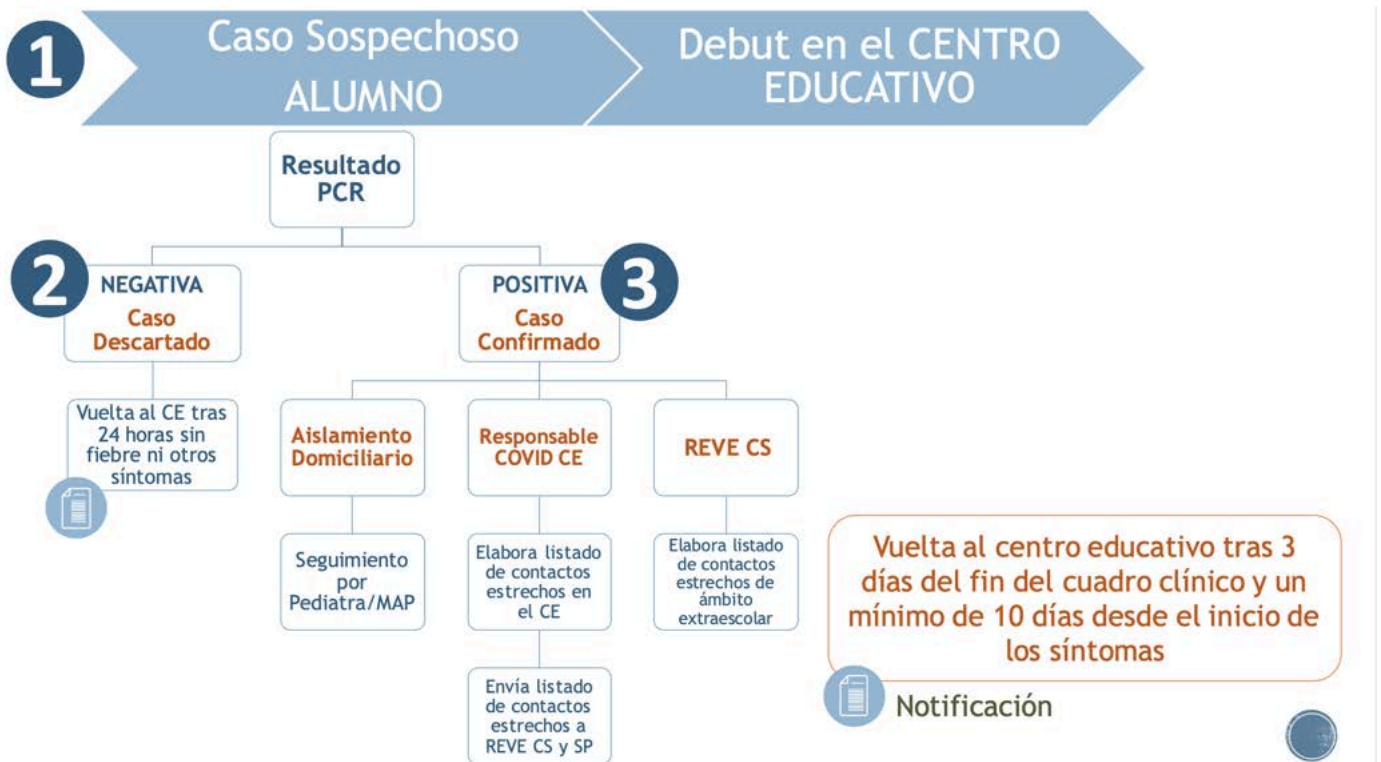 1
Caso Sospechoso
ALUMNO
Debut en el CENTRO
EDUCATIVO
Resultado
PCR
2
NEGATIVA
Caso
Descartado
POSITIVA
Caso
Confirmado
3
Vuelta al CE tras
24 horas sin
fiebre ni otros
síntomas
Aislamiento
Domiciliario
Responsable
COVID CE
REVE CS
Seguimiento
por
Pediatra/MAP
Elabora listado
de contactos
estrechos en
el CE
Elabora listado
de contactos
estrechos de
ámbito
extraescolar
Envía listado
de contactos
estrechos a
REVE CS y SP
Vuelta al centro educativo tras 3
días del fin del cuadro clínico y un
mínimo de 10 días desde el inicio de
los síntomas
Notificación